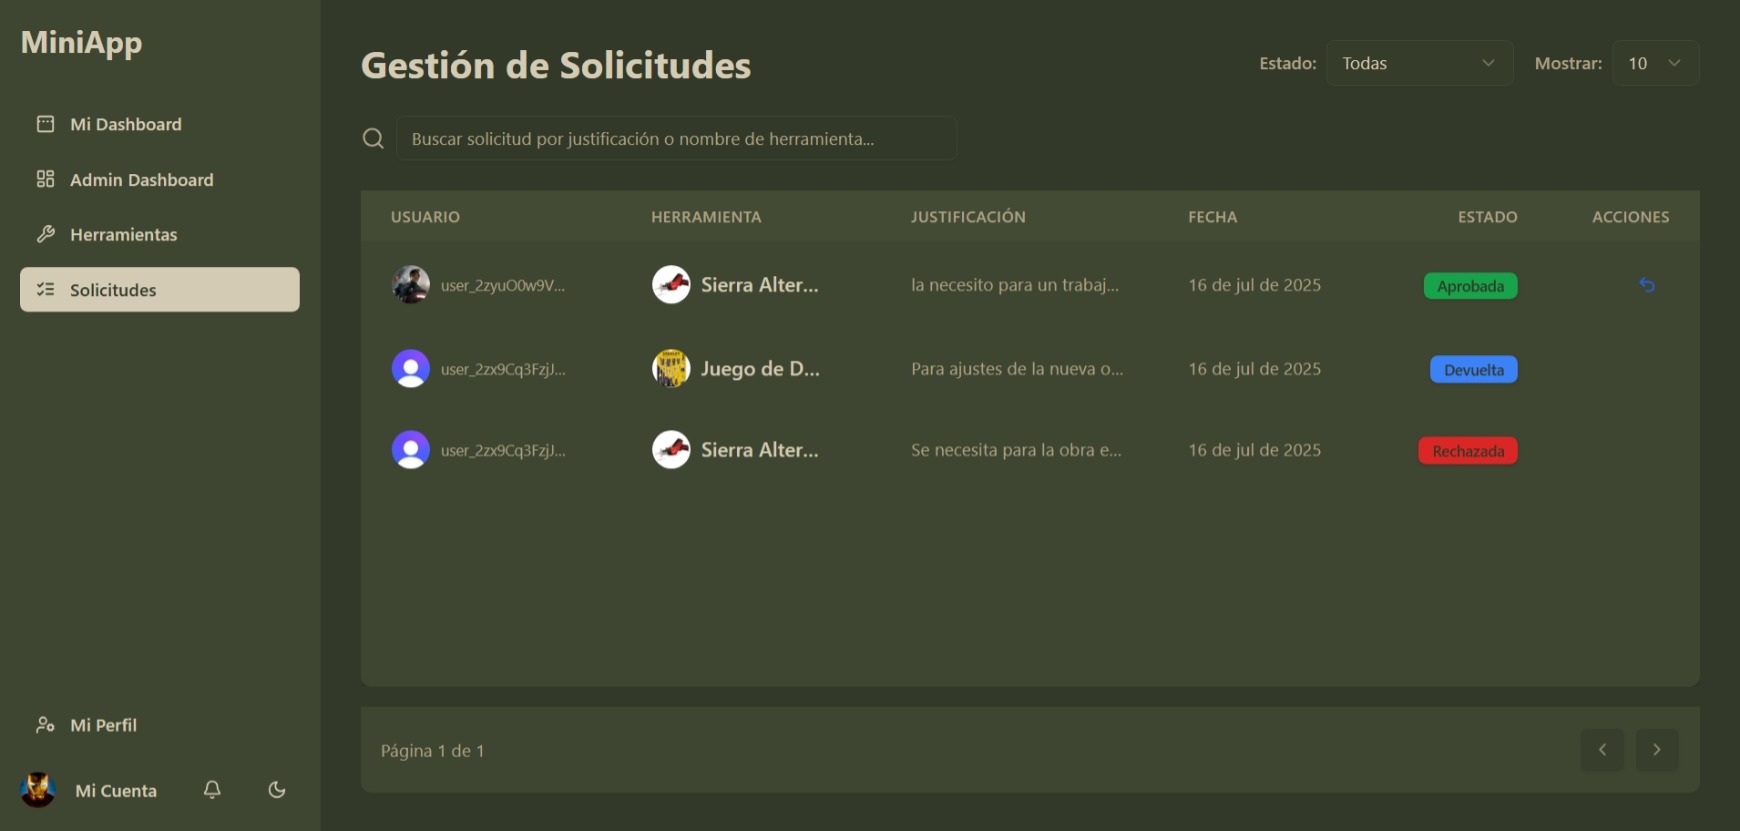 MiniApp
Mi Dashboard
Admin Dashboard
Herramientas
Solicitudes
Mi Perfil
Mi Cuenta
Gestión de Solicitudes
Estado: Todas Mostrar: 10
Buscar solicitud por justificación o nombre de herramienta...
USUARIO HERRAMIENTA JUSTIFICACIÓN FECHA ESTADO ACCIONES
user_2zyuO0w9V... Sierra Alter... la necesito para un trabaj... 16 de jul de 2025 Aprobada
user_2zx9Cq3FzjJ... Juego de D... Para ajustes de la nueva o... 16 de jul de 2025 Devuelta
user_2zx9Cq3FzjJ... Sierra Alter... Se necesita para la obra e... 16 de jul de 2025 Rechazada
Página 1 de 1